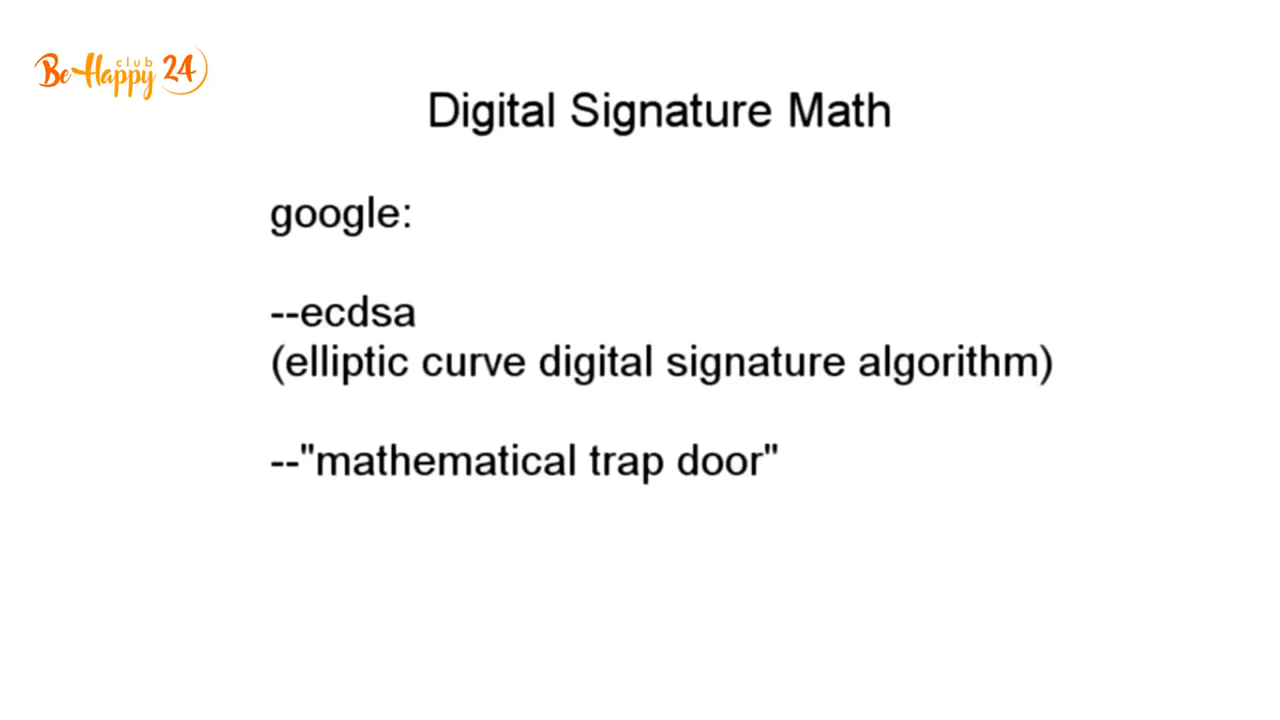 club
Be Happy 24
Digital Signature Math
google:
--ecdsa
(elliptic curve digital signature algorithm)
--"mathematical trap door"